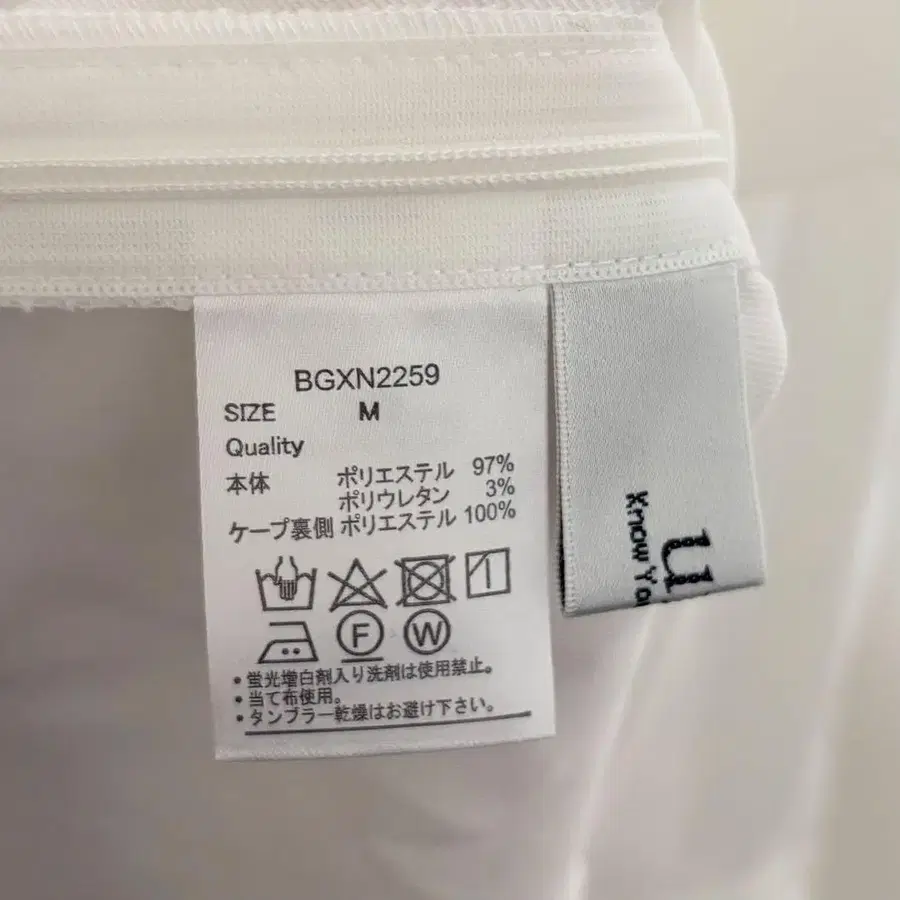 BGXN2259
SIZE M
Quality
本体 ポリエステル 97%
ポリウレタン 3%
ケープ裏側 ポリエステル 100%
F W
・蛍光増白剤入り洗剤は使用禁止。
・当て布使用。
・タンブラー乾燥はお避け下さい。
Know